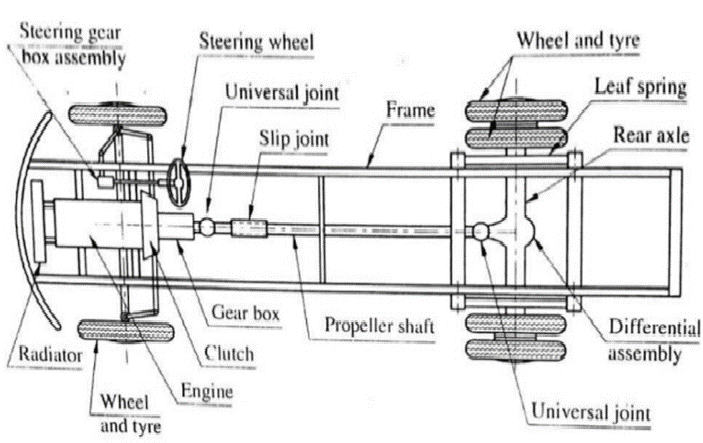 Steering gear
box assembly
Steering wheel
Universal joint
Slip joint
Frame
Wheel and tyre
Leaf spring
Rear axle
Radiator
Wheel
and tyre
Engine
Clutch
Gear box
Propeller shaft
Differential
assembly
Universal joint